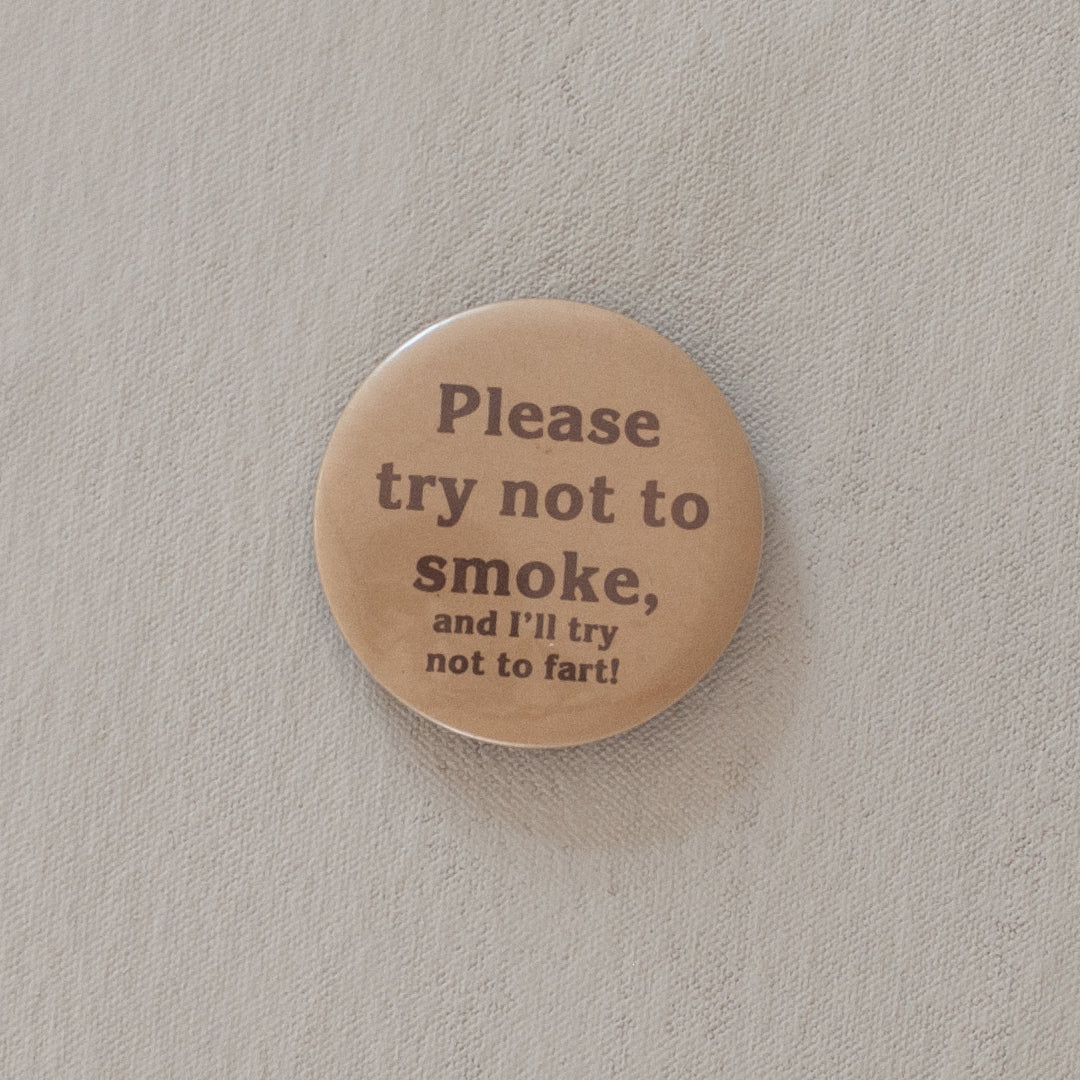 Please
try not to
smoke,
and I'll try
not to fart!